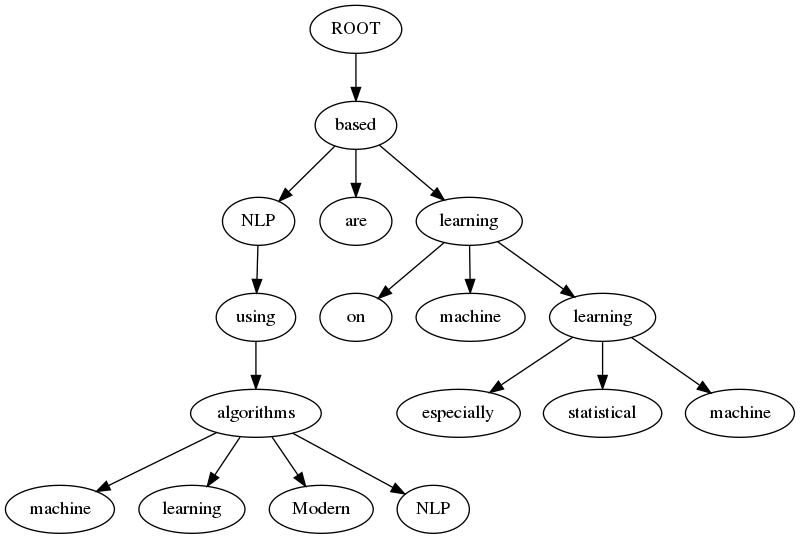 ROOT
based
NLP are learning
using on machine learning
algorithms especially statistical machine
machine learning Modern NLP